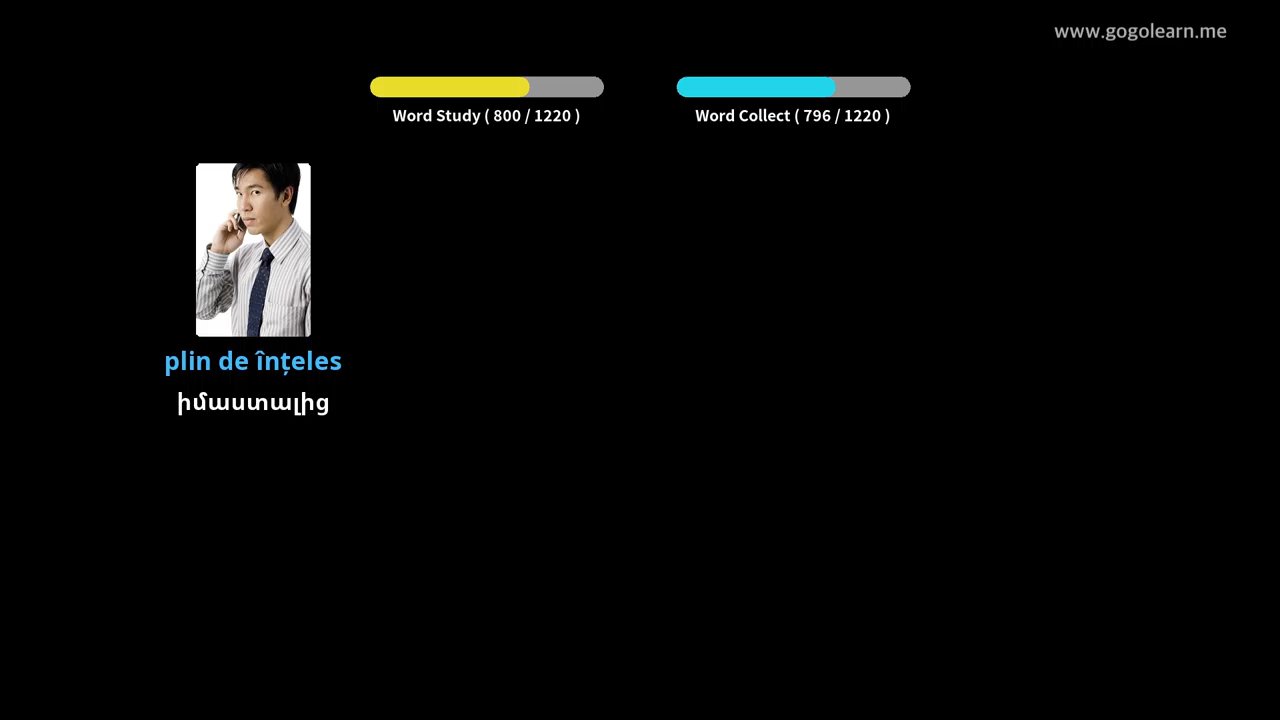 www.gogolearn.me
Word Study ( 800 / 1220 )
Word Collect ( 796 / 1220 )
plin de înțeles
իմաստալից